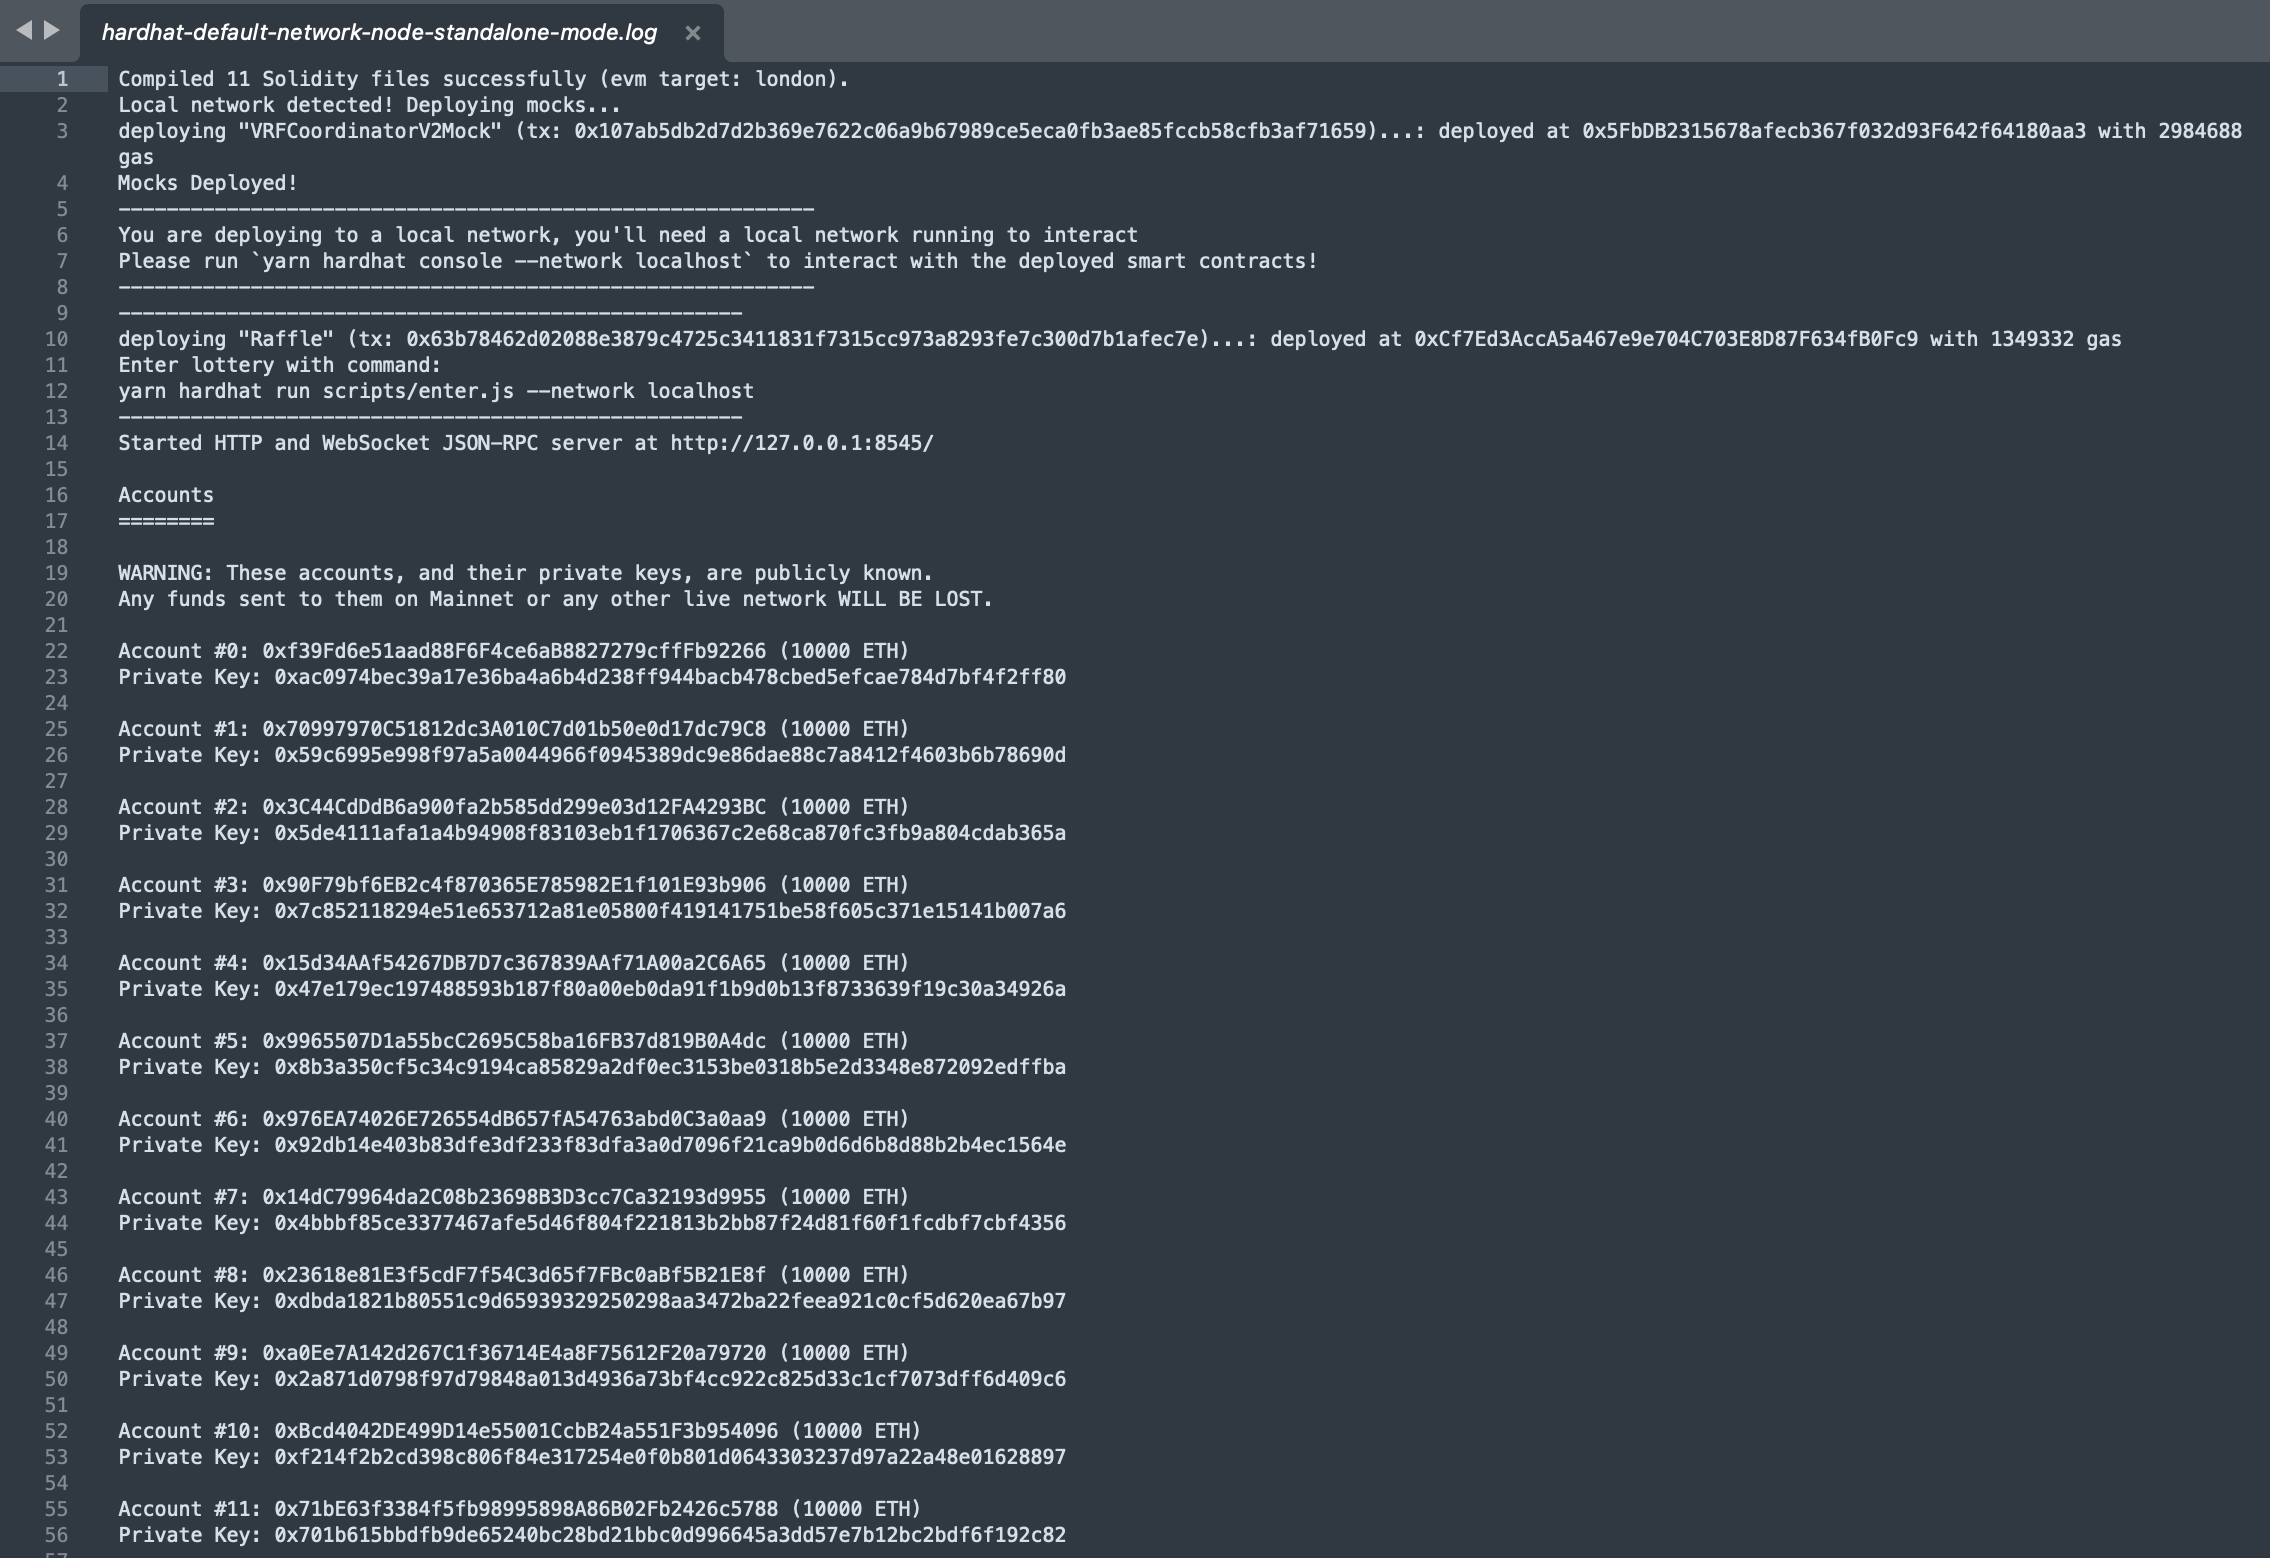 hardhat-default-network-node-standalone-mode.log
1 Compiled 11 Solidity files successfully (evm target: london).
2 Local network detected! Deploying mocks...
3 deploying "VRFCoordinatorV2Mock" (tx: 0x107ab5db2d7d2b369e7622c06a9b67989ce5eca0fb3ae85fccb58cfb3af71659)...: deployed at 0x5FbDB2315678afecb367f032d93F642f64180aa3 with 2984688
gas
4 Mocks Deployed!
5 ----------------------------------------------------------
6 You are deploying to a local network, you'll need a local network running to interact
7 Please run `yarn hardhat console --network localhost` to interact with the deployed smart contracts!
8 ----------------------------------------------------------
9 ----------------------------------------------------
10 deploying "Raffle" (tx: 0x63b78462d02088e3879c4725c3411831f7315cc973a8293fe7c300d7b1afec7e)...: deployed at 0xCf7Ed3AccA5a467e9e704C703E8D87F634fB0Fc9 with 1349332 gas
11 Enter lottery with command:
12 yarn hardhat run scripts/enter.js --network localhost
13 ----------------------------------------------------
14 Started HTTP and WebSocket JSON-RPC server at http://127.0.0.1:8545/
15
16 Accounts
17 ========
18
19 WARNING: These accounts, and their private keys, are publicly known.
20 Any funds sent to them on Mainnet or any other live network WILL BE LOST.
21
22 Account #0: 0xf39Fd6e51aad88F6F4ce6aB8827279cffFb92266 (10000 ETH)
23 Private Key: 0xac0974bec39a17e36ba4a6b4d238ff944bacb478cbed5efcae784d7bf4f2ff80
24
25 Account #1: 0x70997970C51812dc3A010C7d01b50e0d17dc79C8 (10000 ETH)
26 Private Key: 0x59c6995e998f97a5a0044966f0945389dc9e86dae88c7a8412f4603b6b78690d
27
28 Account #2: 0x3C44CdDdB6a900fa2b585dd299e03d12FA4293BC (10000 ETH)
29 Private Key: 0x5de4111afa1a4b94908f83103eb1f1706367c2e68ca870fc3fb9a804cdab365a
30
31 Account #3: 0x90F79bf6EB2c4f870365E785982E1f101E93b906 (10000 ETH)
32 Private Key: 0x7c852118294e51e653712a81e05800f419141751be58f605c371e15141b007a6
33
34 Account #4: 0x15d34AAf54267DB7D7c367839AAf71A00a2C6A65 (10000 ETH)
35 Private Key: 0x47e179ec197488593b187f80a00eb0da91f1b9d0b13f8733639f19c30a34926a
36
37 Account #5: 0x9965507D1a55bcC2695C58ba16FB37d819B0A4dc (10000 ETH)
38 Private Key: 0x8b3a350cf5c34c9194ca85829a2df0ec3153be0318b5e2d3348e872092edffba
39
40 Account #6: 0x976EA74026E726554dB657fA54763abd0C3a0aa9 (10000 ETH)
41 Private Key: 0x92db14e403b83dfe3df233f83dfa3a0d7096f21ca9b0d6d6b8d88b2b4ec1564e
42
43 Account #7: 0x14dC79964da2C08b23698B3D3cc7Ca32193d9955 (10000 ETH)
44 Private Key: 0x4bbbf85ce3377467afe5d46f804f221813b2bb87f24d81f60f1fcdbf7cbf4356
45
46 Account #8: 0x23618e81E3f5cdF7f54C3d65f7FBc0aBf5B21E8f (10000 ETH)
47 Private Key: 0xdbda1821b80551c9d65939329250298aa3472ba22feea921c0cf5d620ea67b97
48
49 Account #9: 0xa0Ee7A142d267C1f36714E4a8F75612F20a79720 (10000 ETH)
50 Private Key: 0x2a871d0798f97d79848a013d4936a73bf4cc922c825d33c1cf7073dff6d409c6
51
52 Account #10: 0xBcd4042DE499D14e55001CcbB24a551F3b954096 (10000 ETH)
53 Private Key: 0xf214f2b2cd398c806f84e317254e0f0b801d0643303237d97a22a48e01628897
54
55 Account #11: 0x71bE63f3384f5fb98995898A86B02Fb2426c5788 (10000 ETH)
56 Private Key: 0x701b615bbdfb9de65240bc28bd21bbc0d996645a3dd57e7b12bc2bdf6f192c82
57